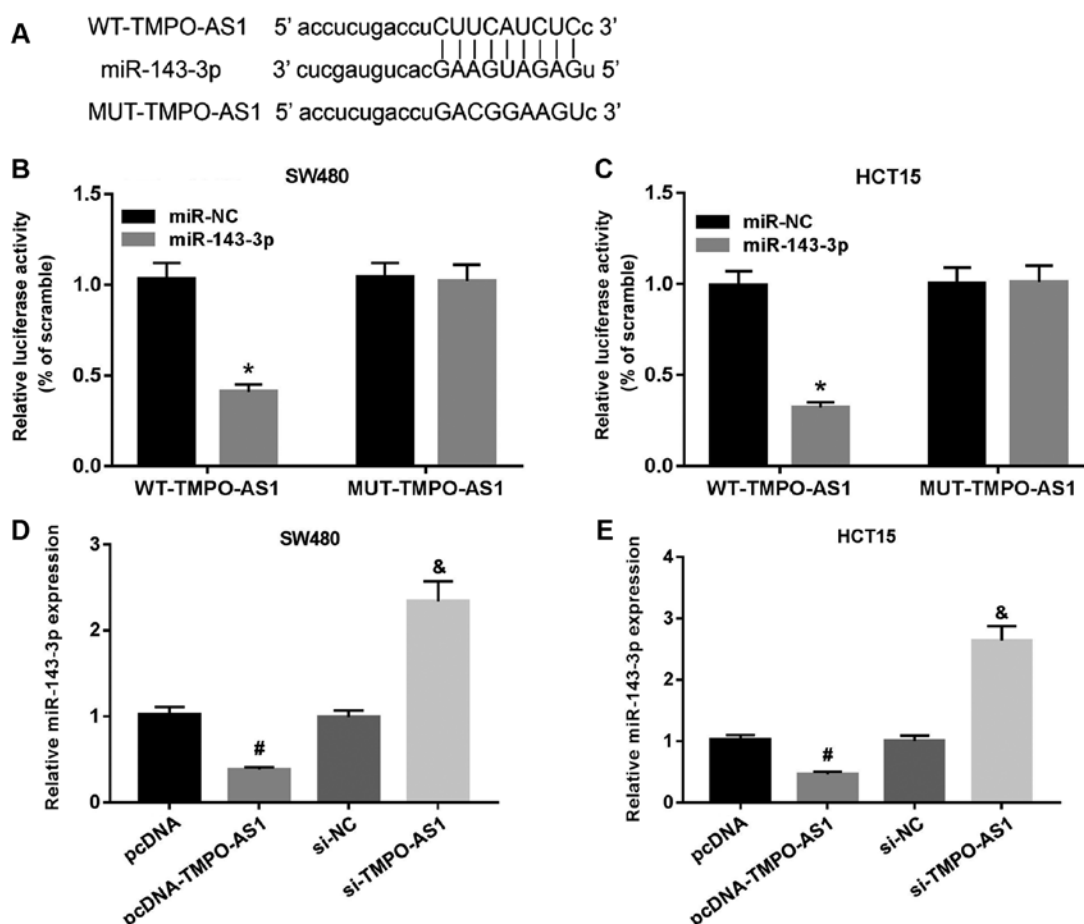 A
WT-TMPO-AS1 5' accucugaccuCUUCAUCUCc 3'
miR-143-3p 3' cucgaugucacGAAGUAGAGu 5'
MUT-TMPO-AS1 5' accucugaccuGACGGAAGUc 3'
B
SW480
Relative luciferase activity
(% of scramble)
1.5
1.0
0.5
0.0
miR-NC
miR-143-3p
*
WT-TMPO-AS1 MUT-TMPO-AS1
C
HCT15
Relative luciferase activity
(% of scramble)
1.5
1.0
0.5
0.0
miR-NC
miR-143-3p
*
WT-TMPO-AS1 MUT-TMPO-AS1
D
SW480
Relative miR-143-3p expression
3
2
1
0
#
&
pcDNA
pcDNA-TMPO-AS1
si-NC
si-TMPO-AS1
E
HCT15
Relative miR-143-3p expression
4
3
2
1
0
#
&
pcDNA
pcDNA-TMPO-AS1
si-NC
si-TMPO-AS1